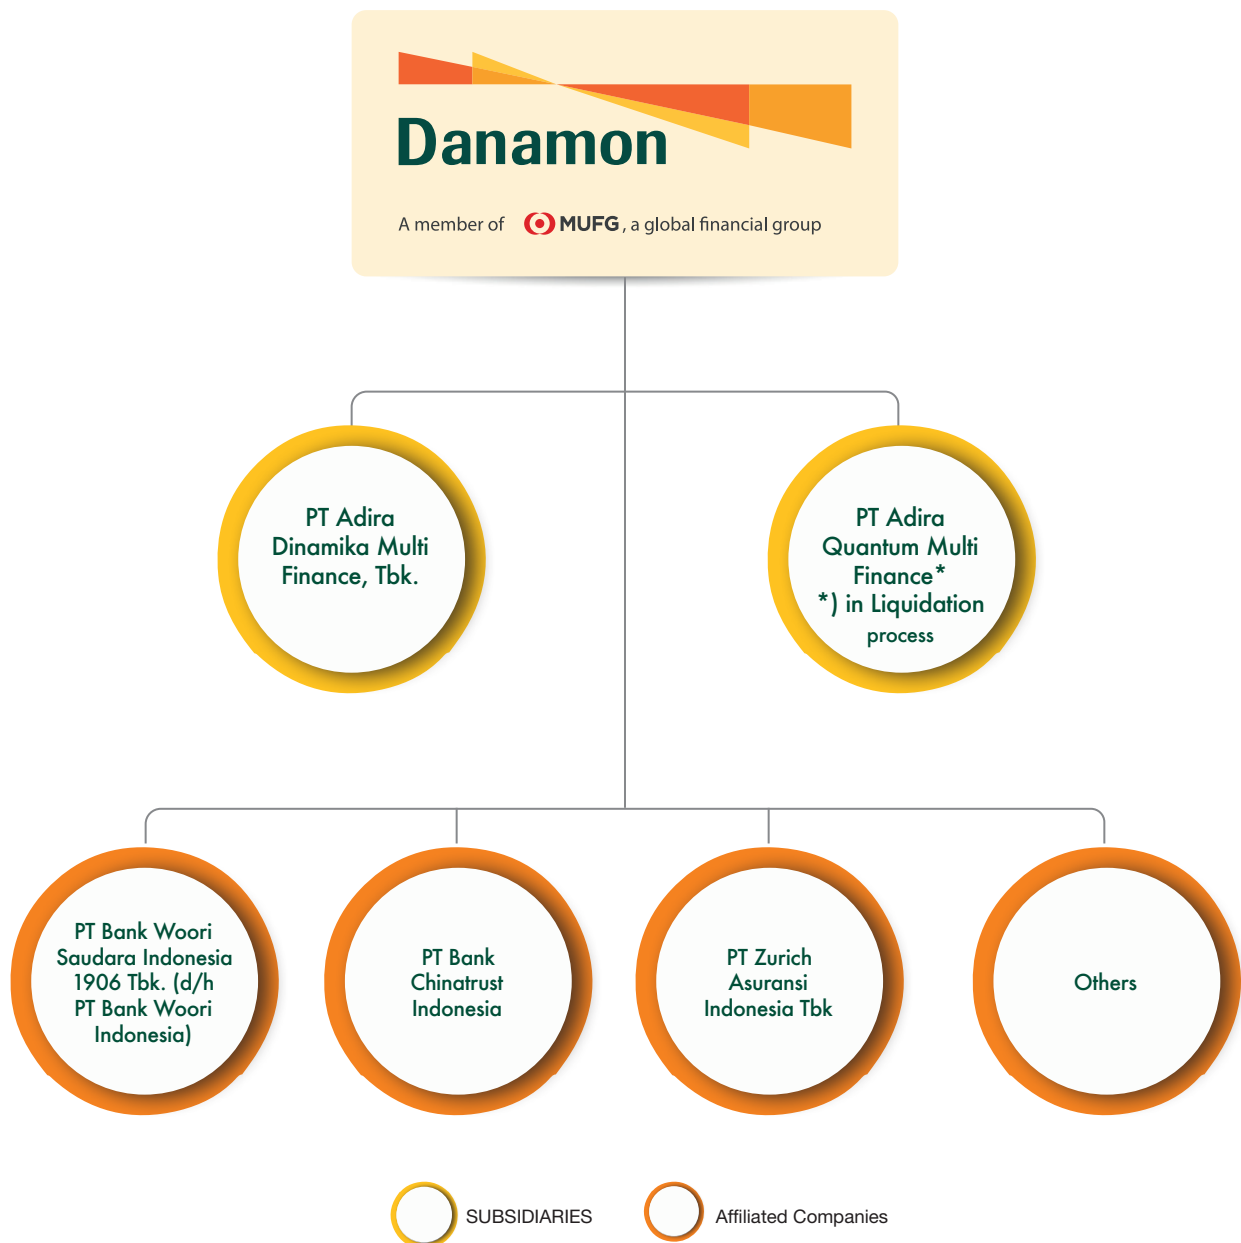 Danamon
A member of MUFG, a global financial group
PT Adira
Dinamika Multi
Finance, Tbk.
PT Adira
Quantum Multi
Finance*
*) in Liquidation
process
PT Bank Woori
Saudara Indonesia
1906 Tbk. (d/h
PT Bank Woori
Indonesia)
PT Bank
Chinatrust
Indonesia
PT Zurich
Asuransi
Indonesia Tbk
Others
SUBSIDIARIES
Affiliated Companies